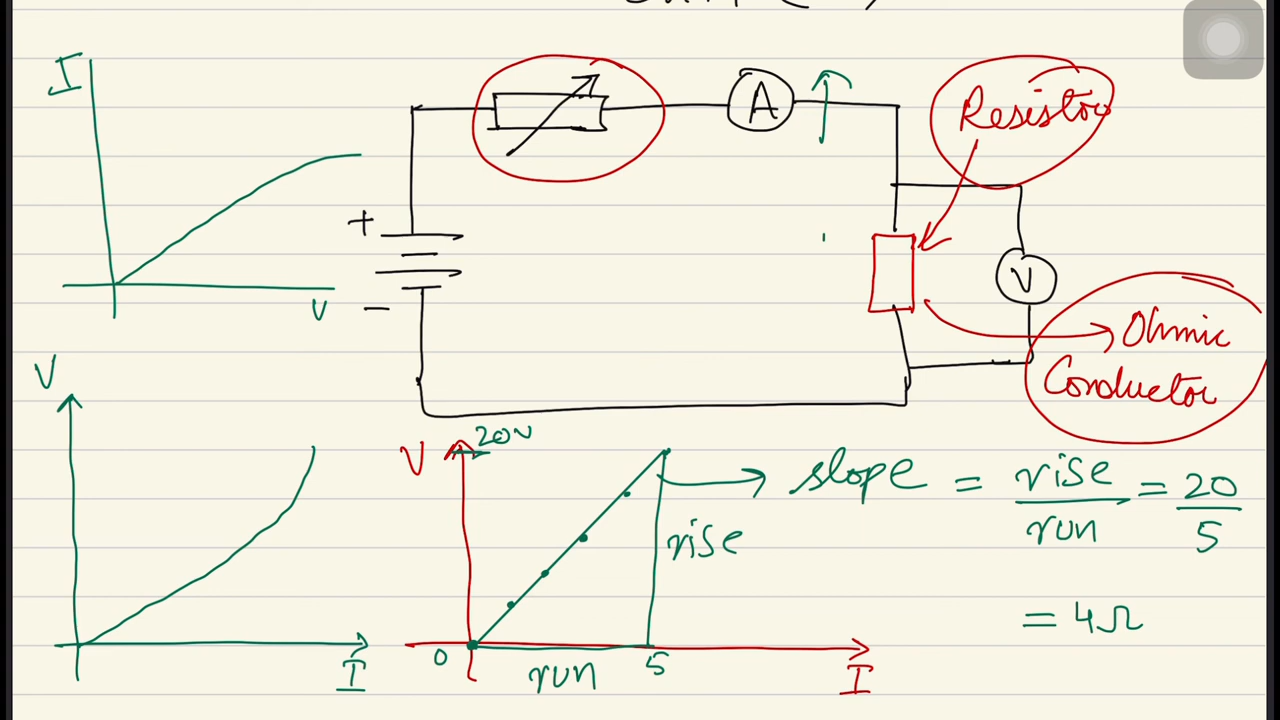 I
V
A
Resistor
+
-
V
Ohmic
Conductor
V
I
V
20V
0
5
I
rise
run
slope = rise/run = 20/5
= 4Ω